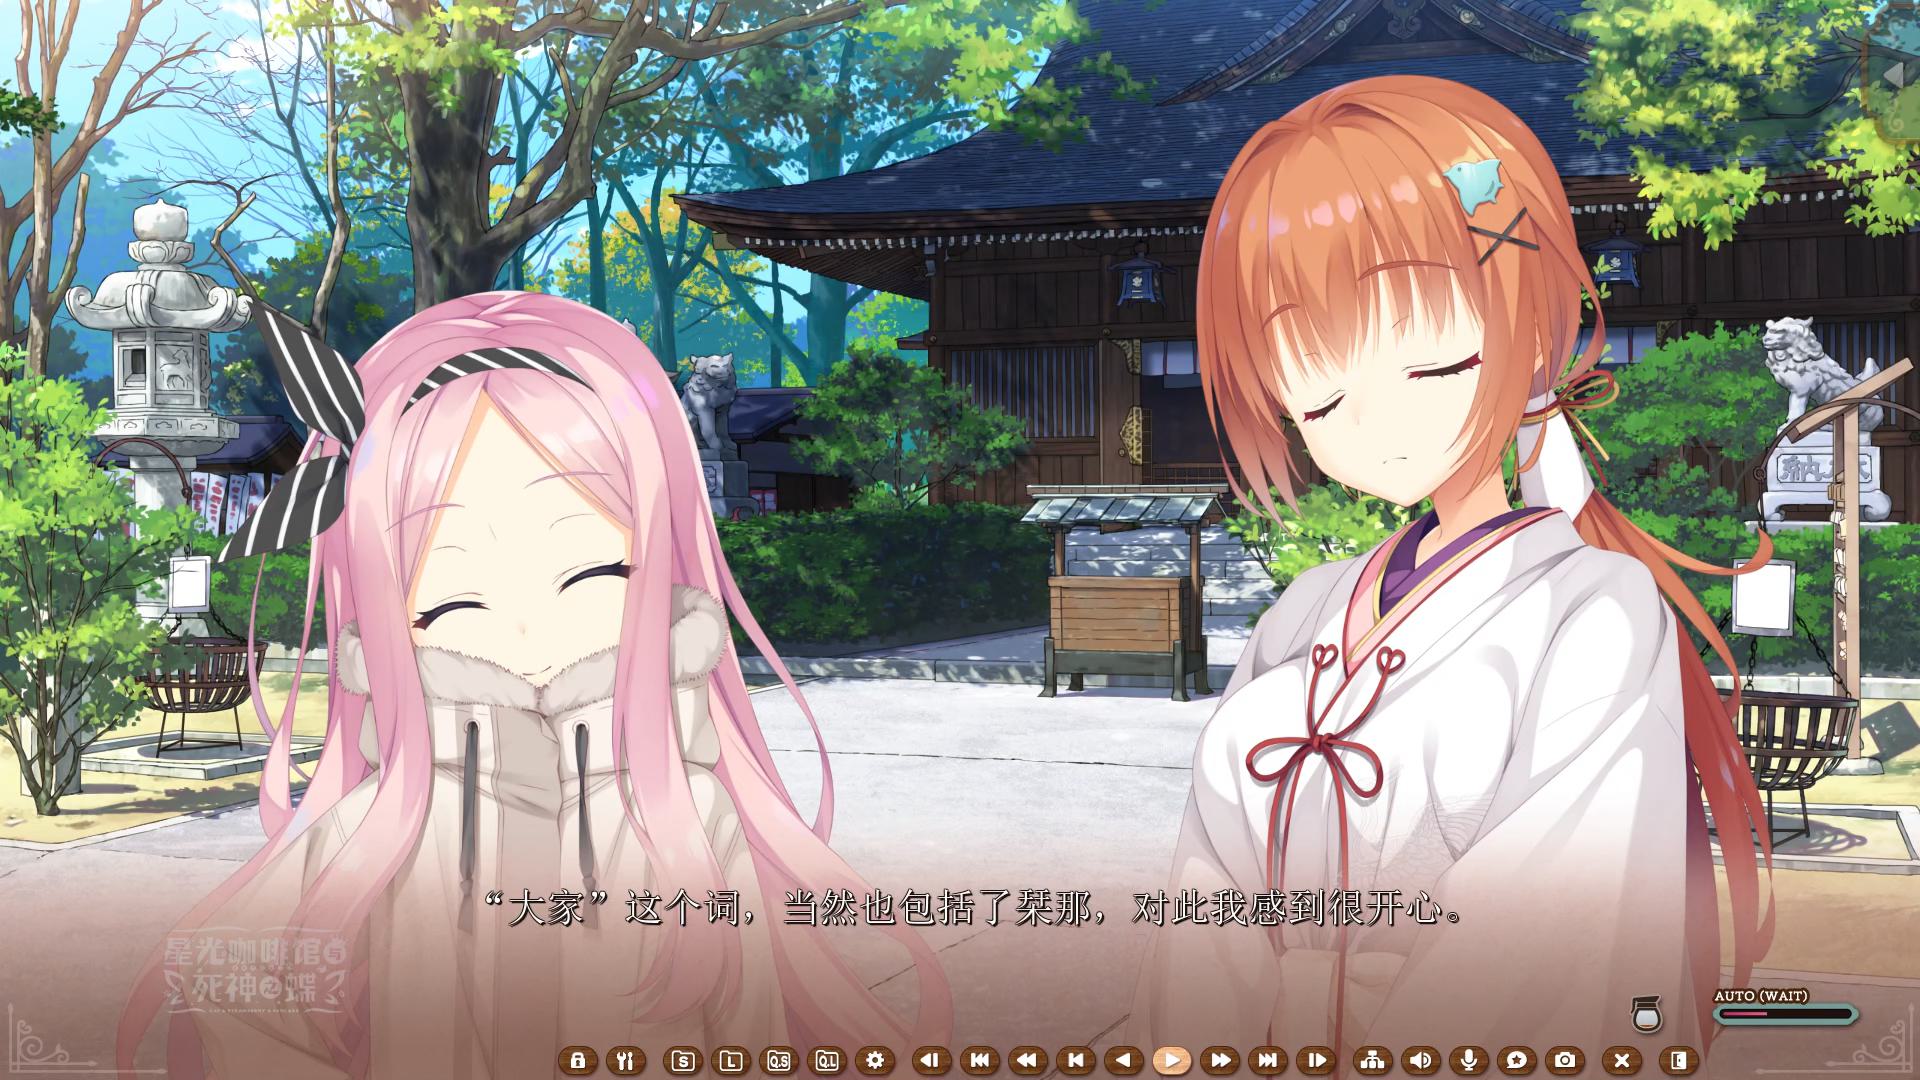 “大家”这个词，当然也包括了栞那，对此我感到很开心。
星光咖啡馆与
死神之蝶
AUTO (WAIT)
S
L
Q.S
Q.L